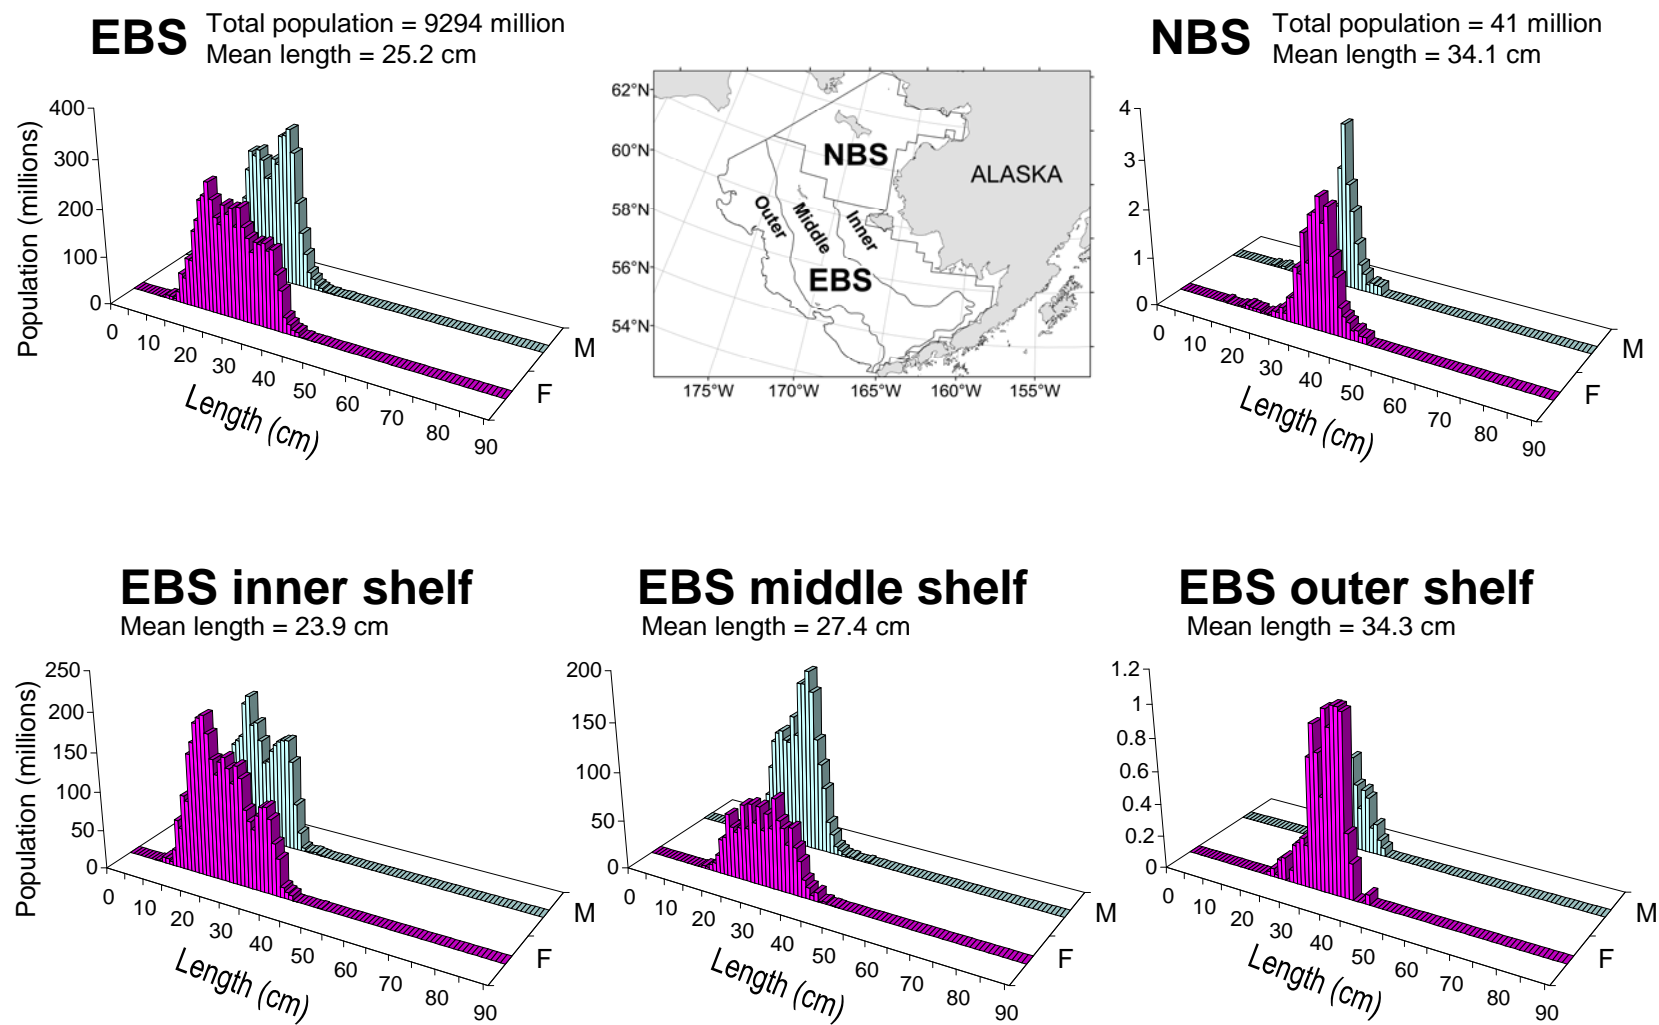 EBS
Total population = 9294 million
Mean length = 25.2 cm
NBS
Total population = 41 million
Mean length = 34.1 cm
Population (millions)
400
300
200
100
0
0
10
20
30
40
50
60
70
80
90
Length (cm)
M
F
62°N
60°N
58°N
56°N
54°N
175°W
170°W
165°W
160°W
155°W
NBS
ALASKA
Outer
Middle
Inner
EBS
4
3
2
1
0
0
10
20
30
40
50
60
70
80
90
Length (cm)
M
F
EBS inner shelf
Mean length = 23.9 cm
Population (millions)
250
200
150
100
50
0
0
10
20
30
40
50
60
70
80
90
Length (cm)
M
F
EBS middle shelf
Mean length = 27.4 cm
200
150
100
50
0
0
10
20
30
40
50
60
70
80
90
Length (cm)
M
F
EBS outer shelf
Mean length = 34.3 cm
1.2
1
0.8
0.6
0.4
0.2
0
0
10
20
30
40
50
60
70
80
90
Length (cm)
M
F